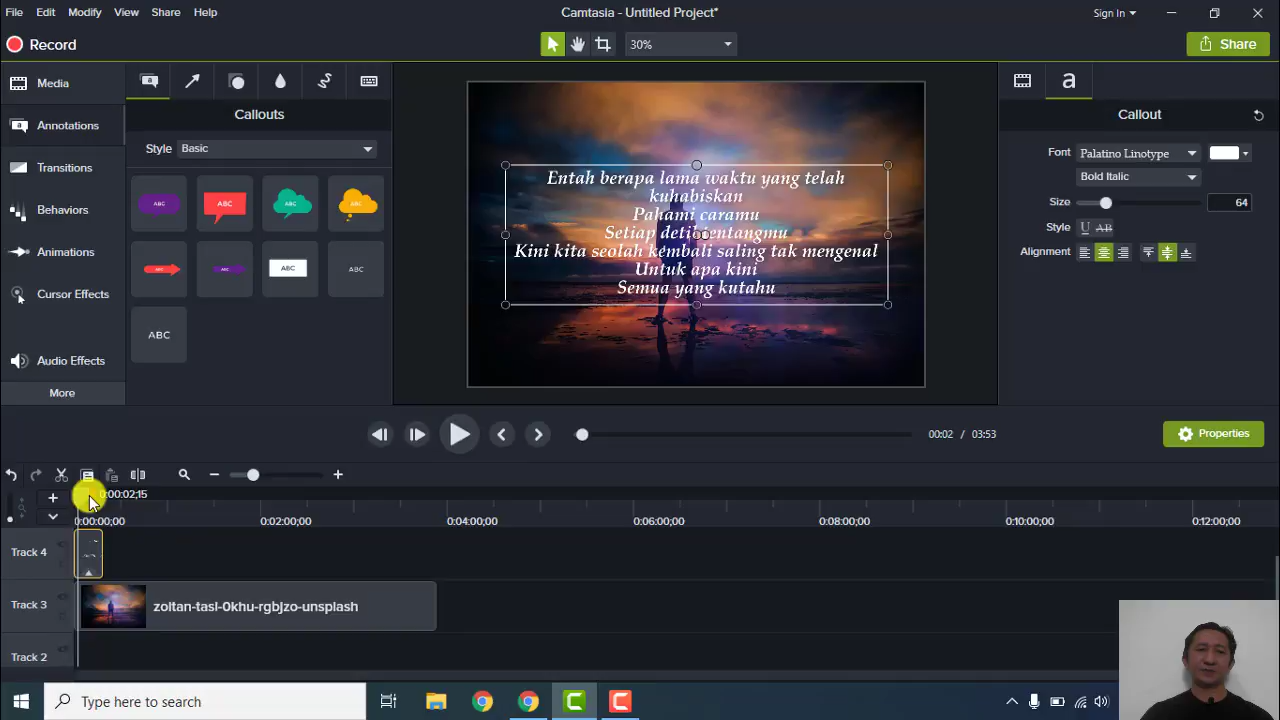 File Edit Modify View Share Help
Camtasia - Untitled Project*
Sign In
Record
30%
Share
Media
Annotations
Transitions
Behaviors
Animations
Cursor Effects
Audio Effects
More
Callouts
Style Basic
ABC ABC ABC ABC
ABC ABC ABC ABC
ABC
Entah berapa lama waktu yang telah
kuhabiskan
Pahami caramu
Setiap detik tentangmu
Kini kita seolah kembali saling tak mengenal
Untuk apa kini
Semua yang kutahu
a
Callout
Font Palatino Linotype
Bold Italic
Size 64
Style U AB
Alignment
00:02 / 03:53
Properties
0:00:02;15
0:00:00;00 0:02:00;00 0:04:00;00 0:06:00;00 0:08:00;00 0:10:00;00 0:12:00;00
Track 4
Track 3
zoltan-tasi-0khu-rgbjzo-unsplash
Track 2
Type here to search